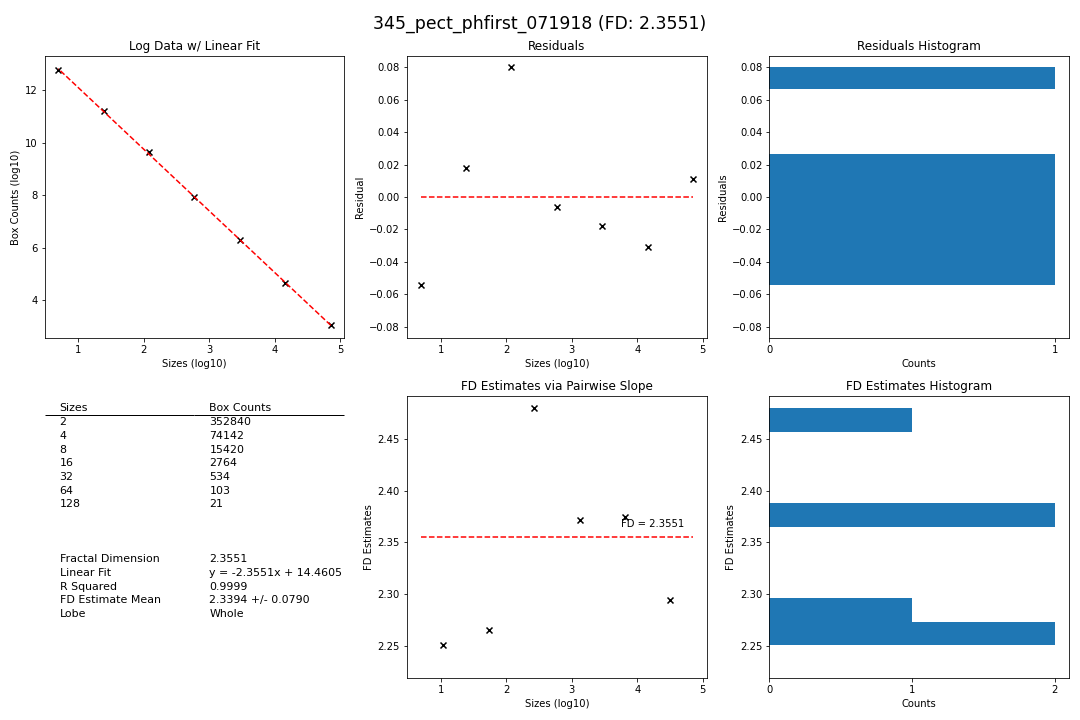 345_pect_phfirst_071918 (FD: 2.3551)
Log Data w/ Linear Fit
Box Counts (log10)
12
10
8
6
4
1 2 3 4 5
Sizes (log10)
Residuals
Residual
0.08
0.06
0.04
0.02
0.00
−0.02
−0.04
−0.06
−0.08
1 2 3 4 5
Sizes (log10)
Residuals Histogram
Residuals
0.08
0.06
0.04
0.02
0.00
−0.02
−0.04
−0.06
−0.08
0 1
Counts
Sizes Box Counts
2 352840
4 74142
8 15420
16 2764
32 534
64 103
128 21
Fractal Dimension 2.3551
Linear Fit y = -2.3551x + 14.4605
R Squared 0.9999
FD Estimate Mean 2.3394 +/- 0.0790
Lobe Whole
FD Estimates via Pairwise Slope
FD Estimates
2.45
2.40
2.35
2.30
2.25
FD = 2.3551
1 2 3 4 5
Sizes (log10)
FD Estimates Histogram
FD Estimates
2.45
2.40
2.35
2.30
2.25
0 1 2
Counts